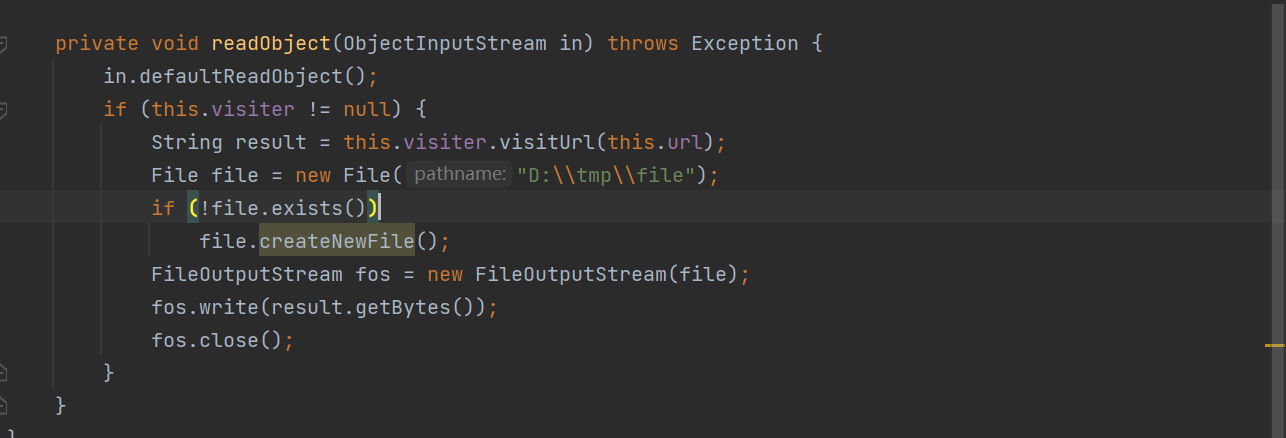 private void readObject(ObjectInputStream in) throws Exception {
in.defaultReadObject();
if (this.visiter != null) {
String result = this.visiter.visitUrl(this.url);
File file = new File( pathname: "D:\\tmp\\file");
if (!file.exists())
file.createNewFile();
FileOutputStream fos = new FileOutputStream(file);
fos.write(result.getBytes());
fos.close();
}
}
}